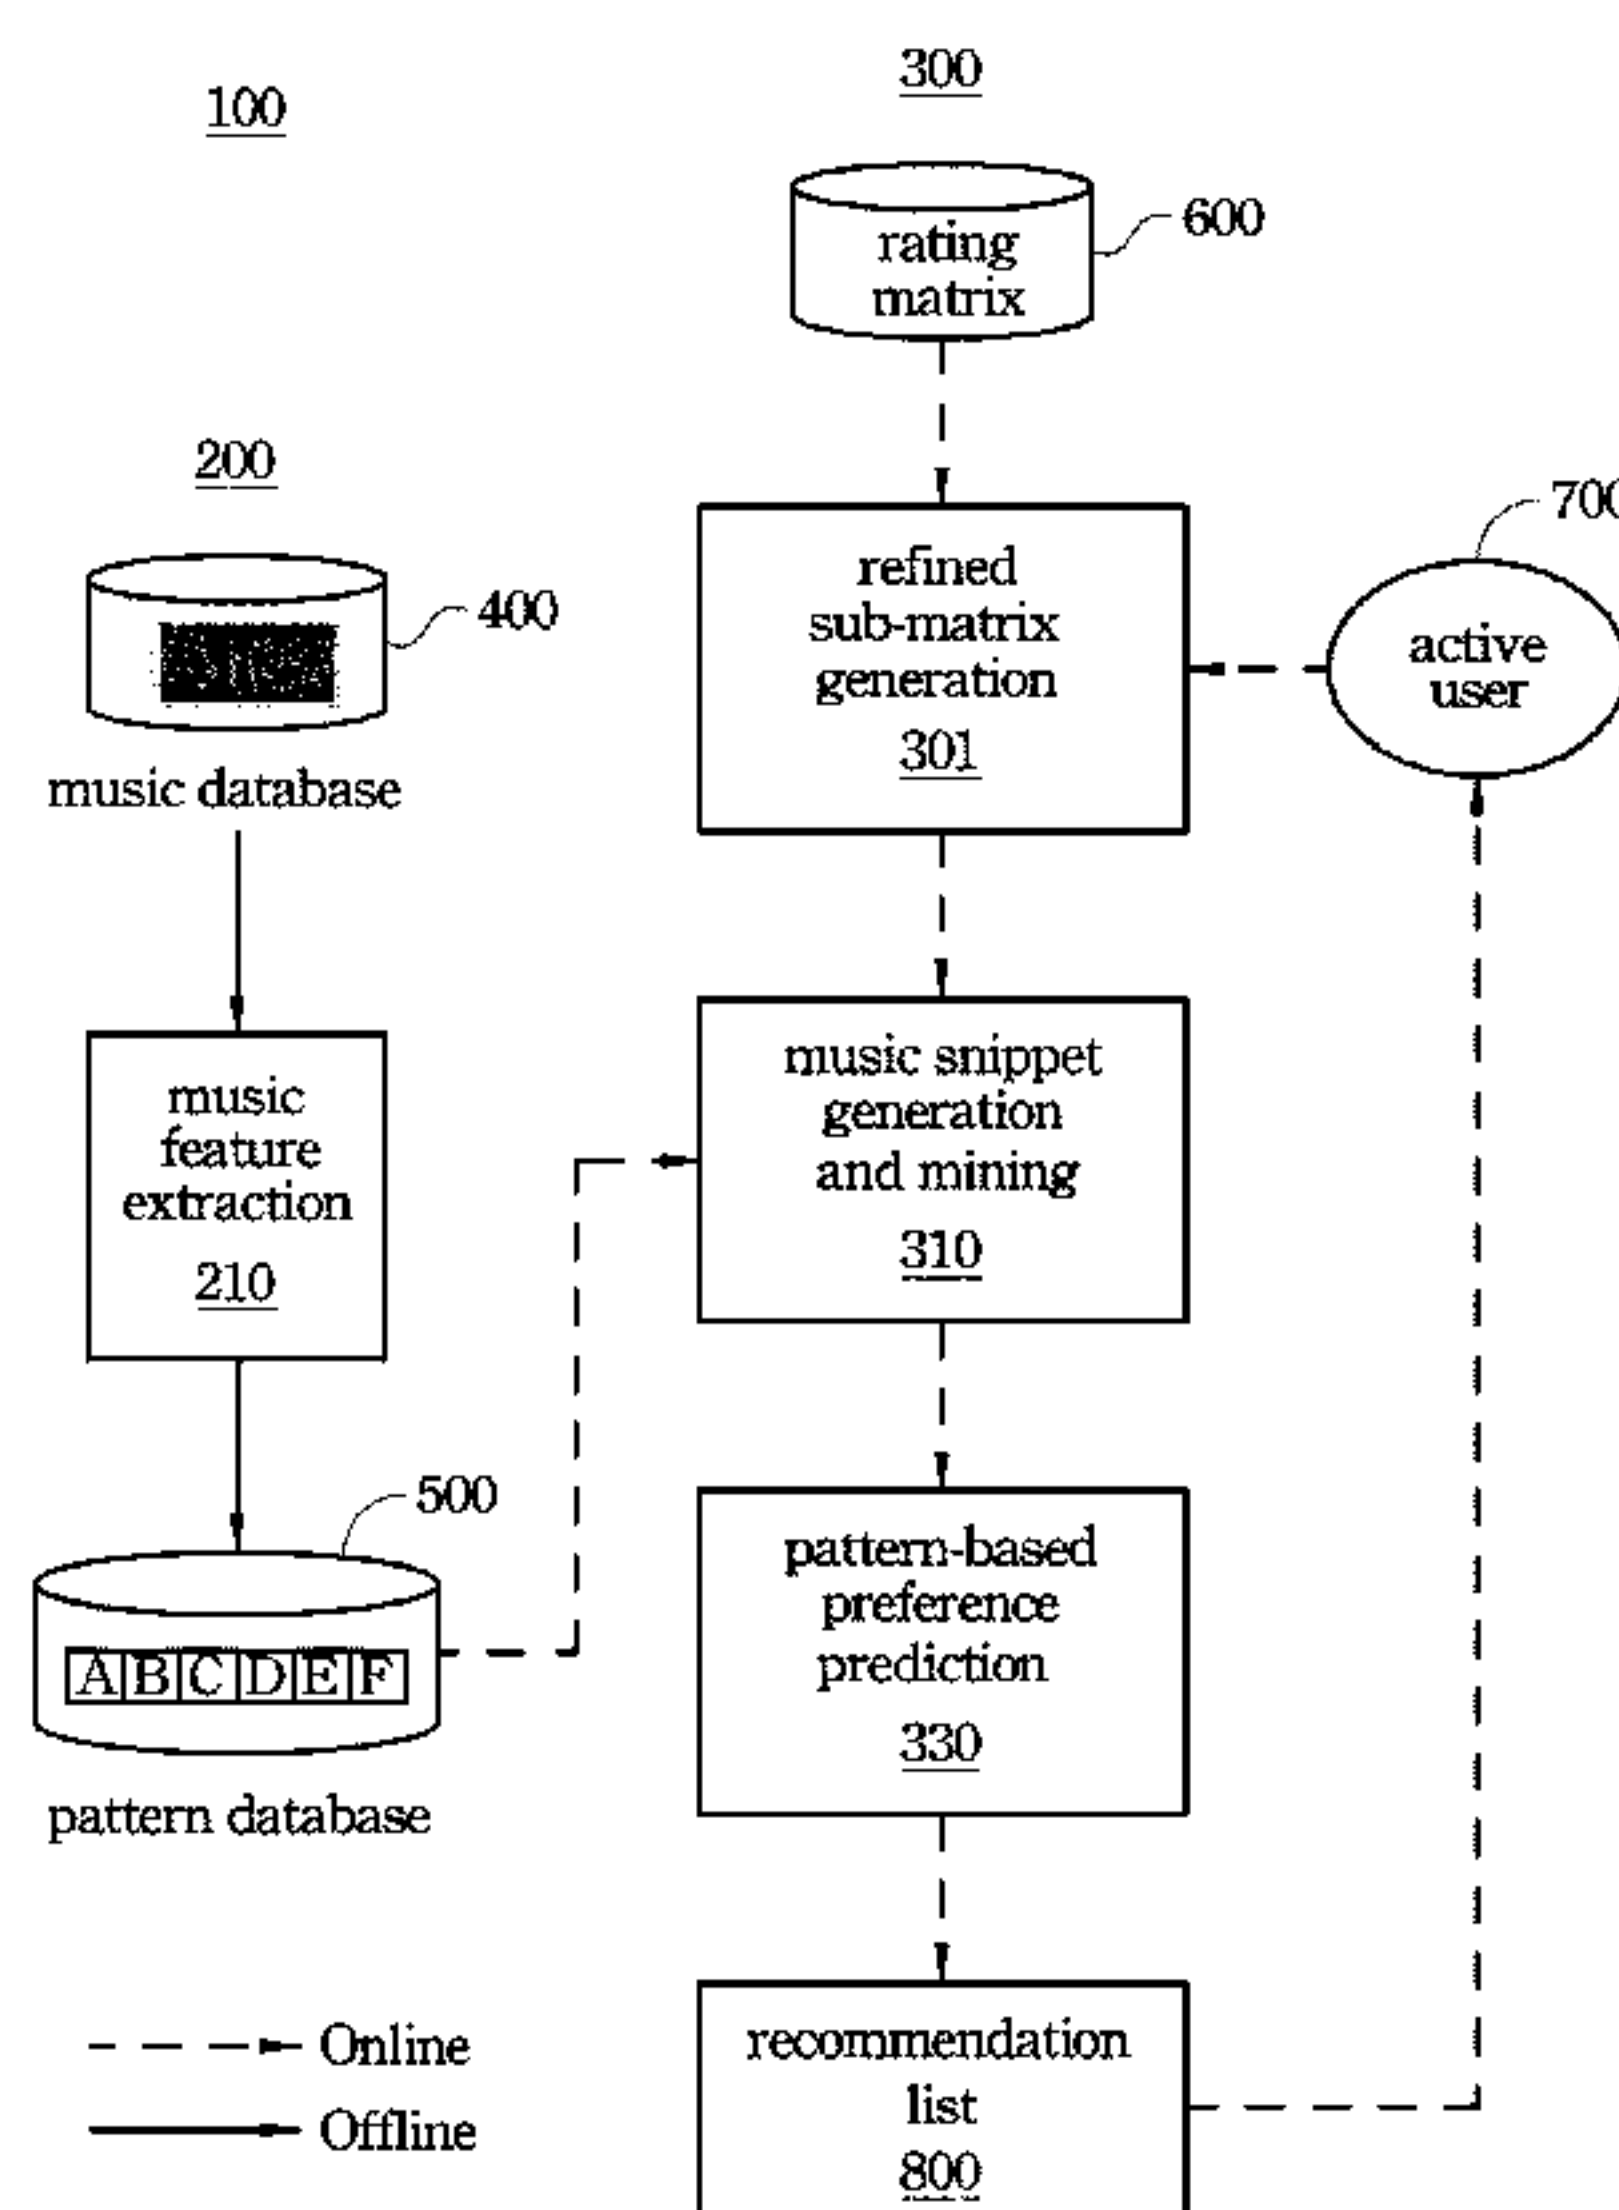 100
300
rating
matrix
600
200
400
music database
refined
sub-matrix
generation
301
700
active
user
music
feature
extraction
210
music snippet
generation
and mining
310
500
A B C D E F
pattern database
pattern-based
preference
prediction
330
recommendation
list
800
Online
Offline